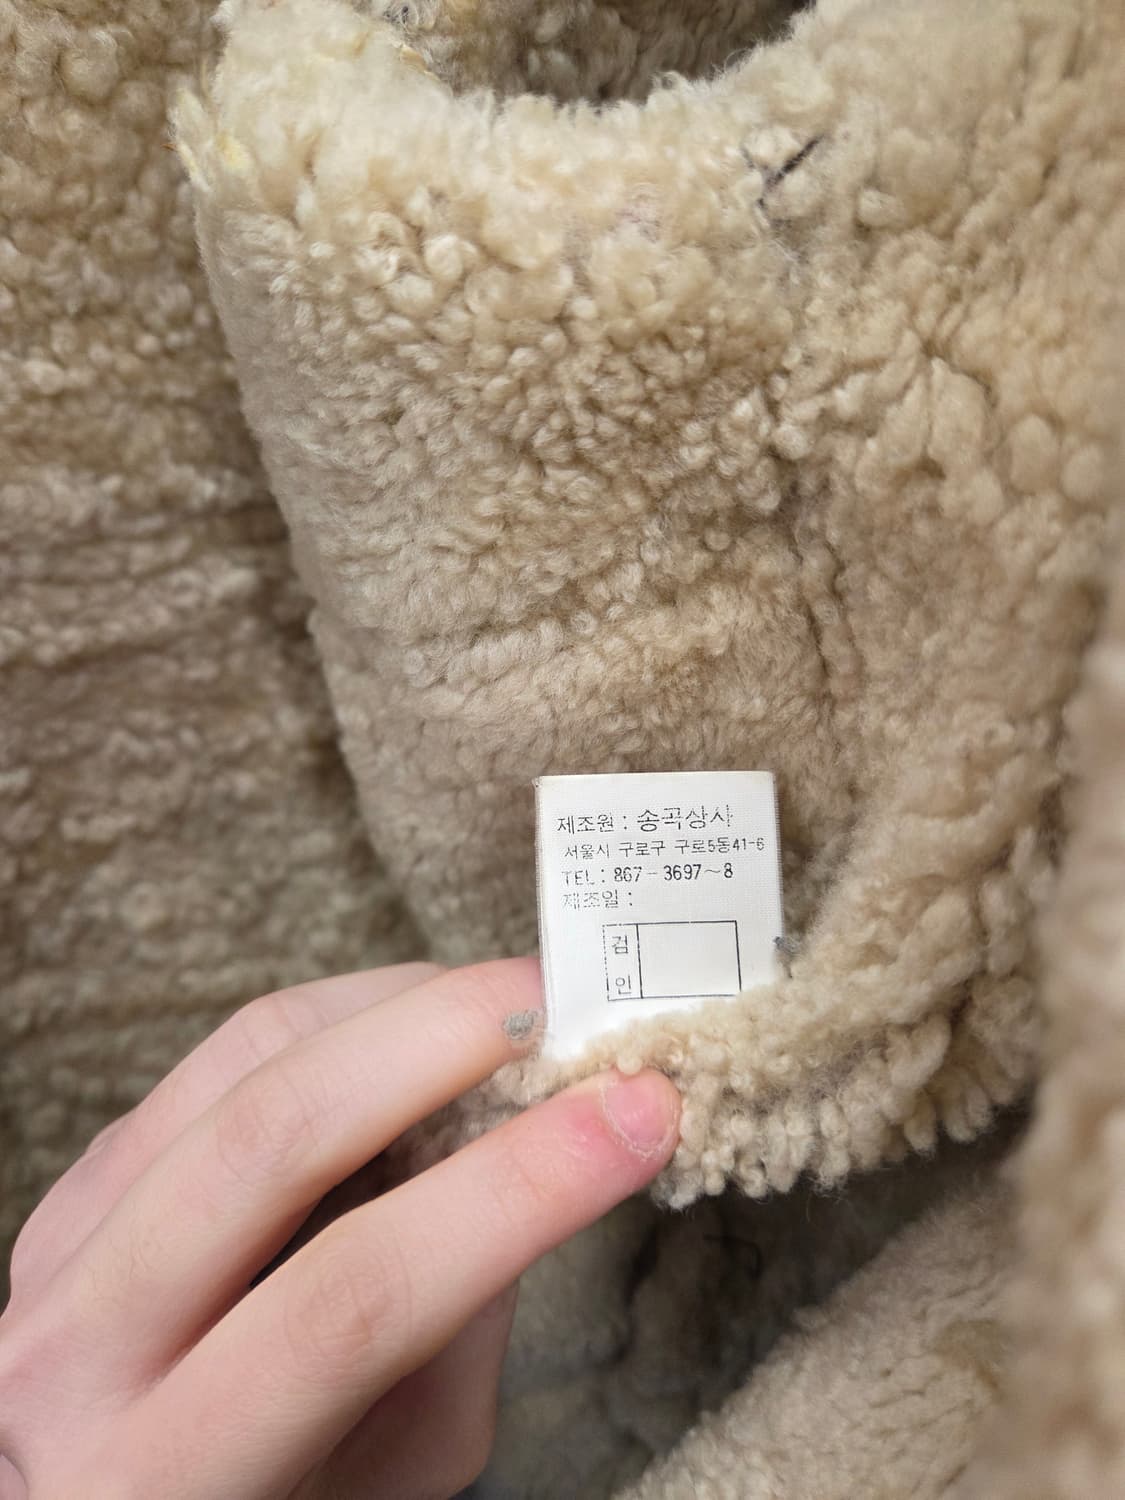 제조원 : 송곡상사
서울시 구로구 구로5동41-6
TEL : 867-3697~8
제조일 :
검
인